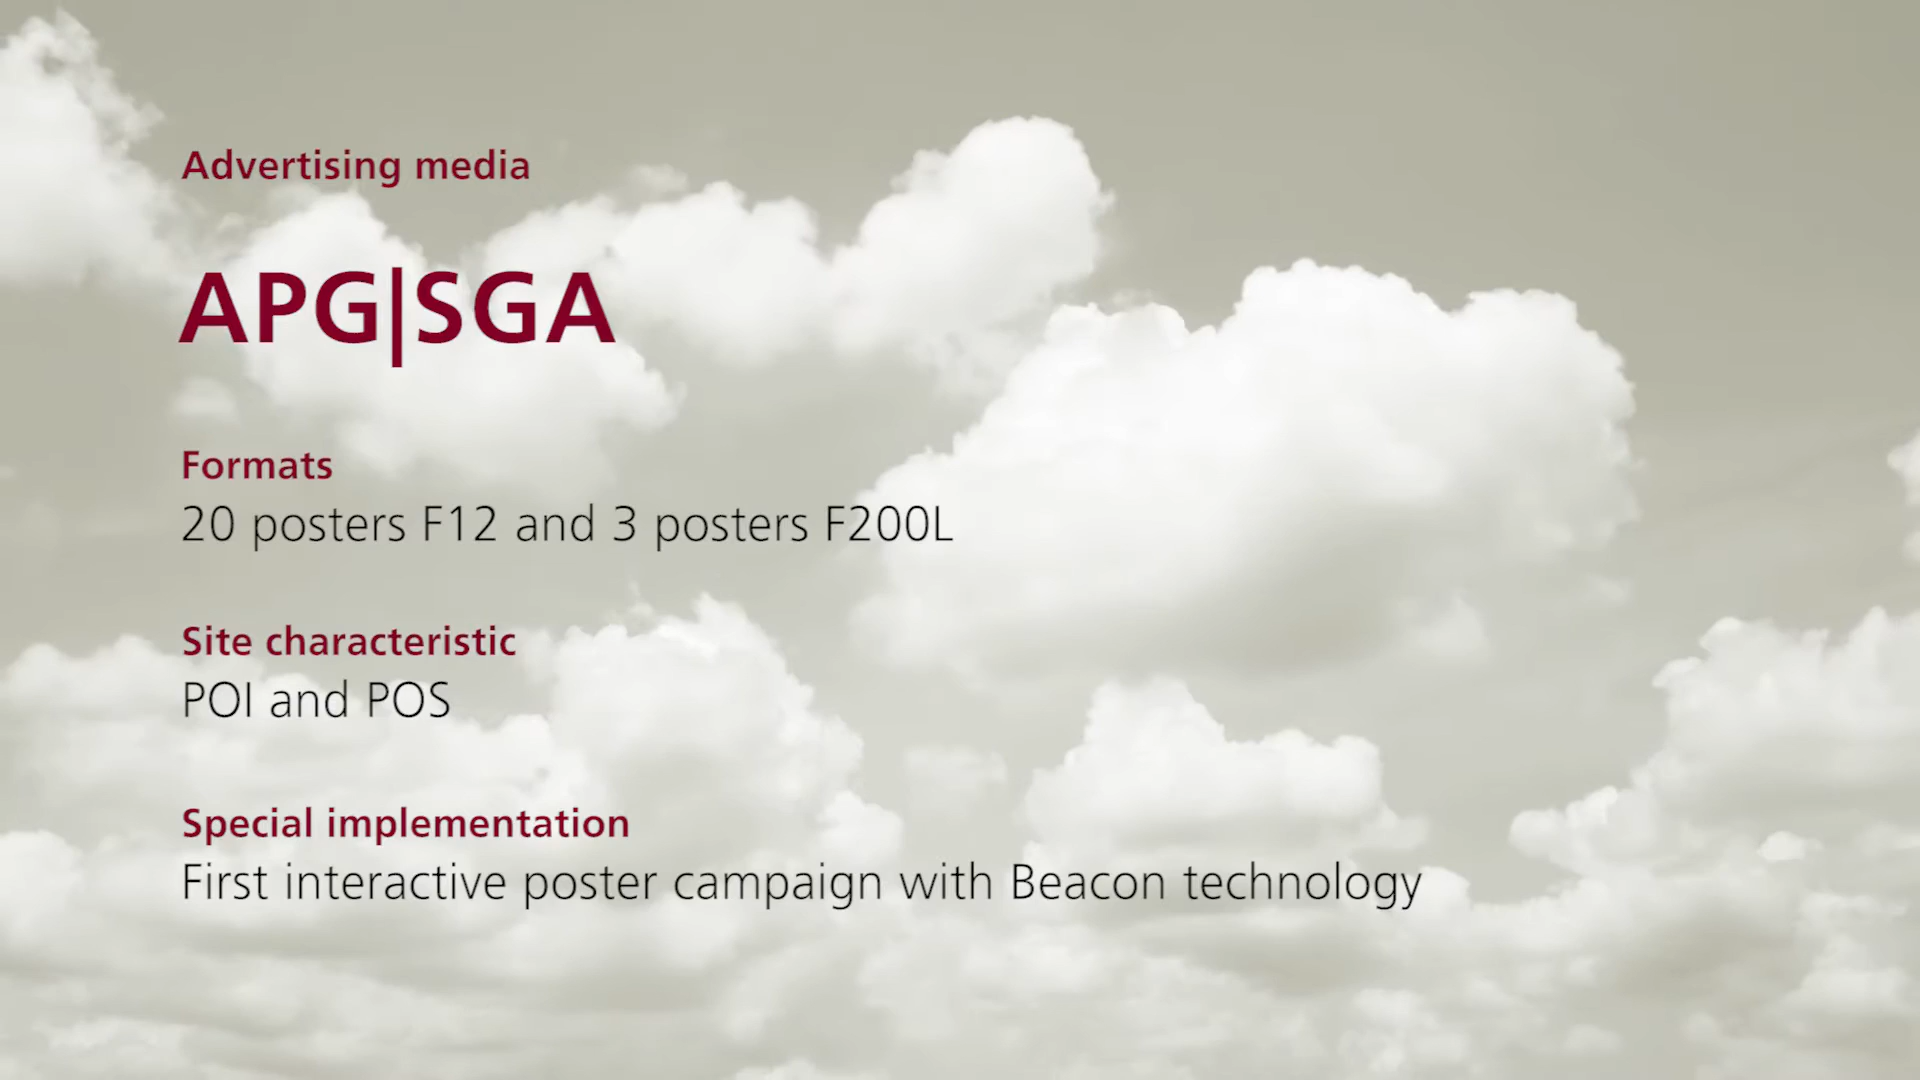 Advertising media
APG|SGA
Formats
20 posters F12 and 3 posters F200L
Site characteristic
POI and POS
Special implementation
First interactive poster campaign with Beacon technology